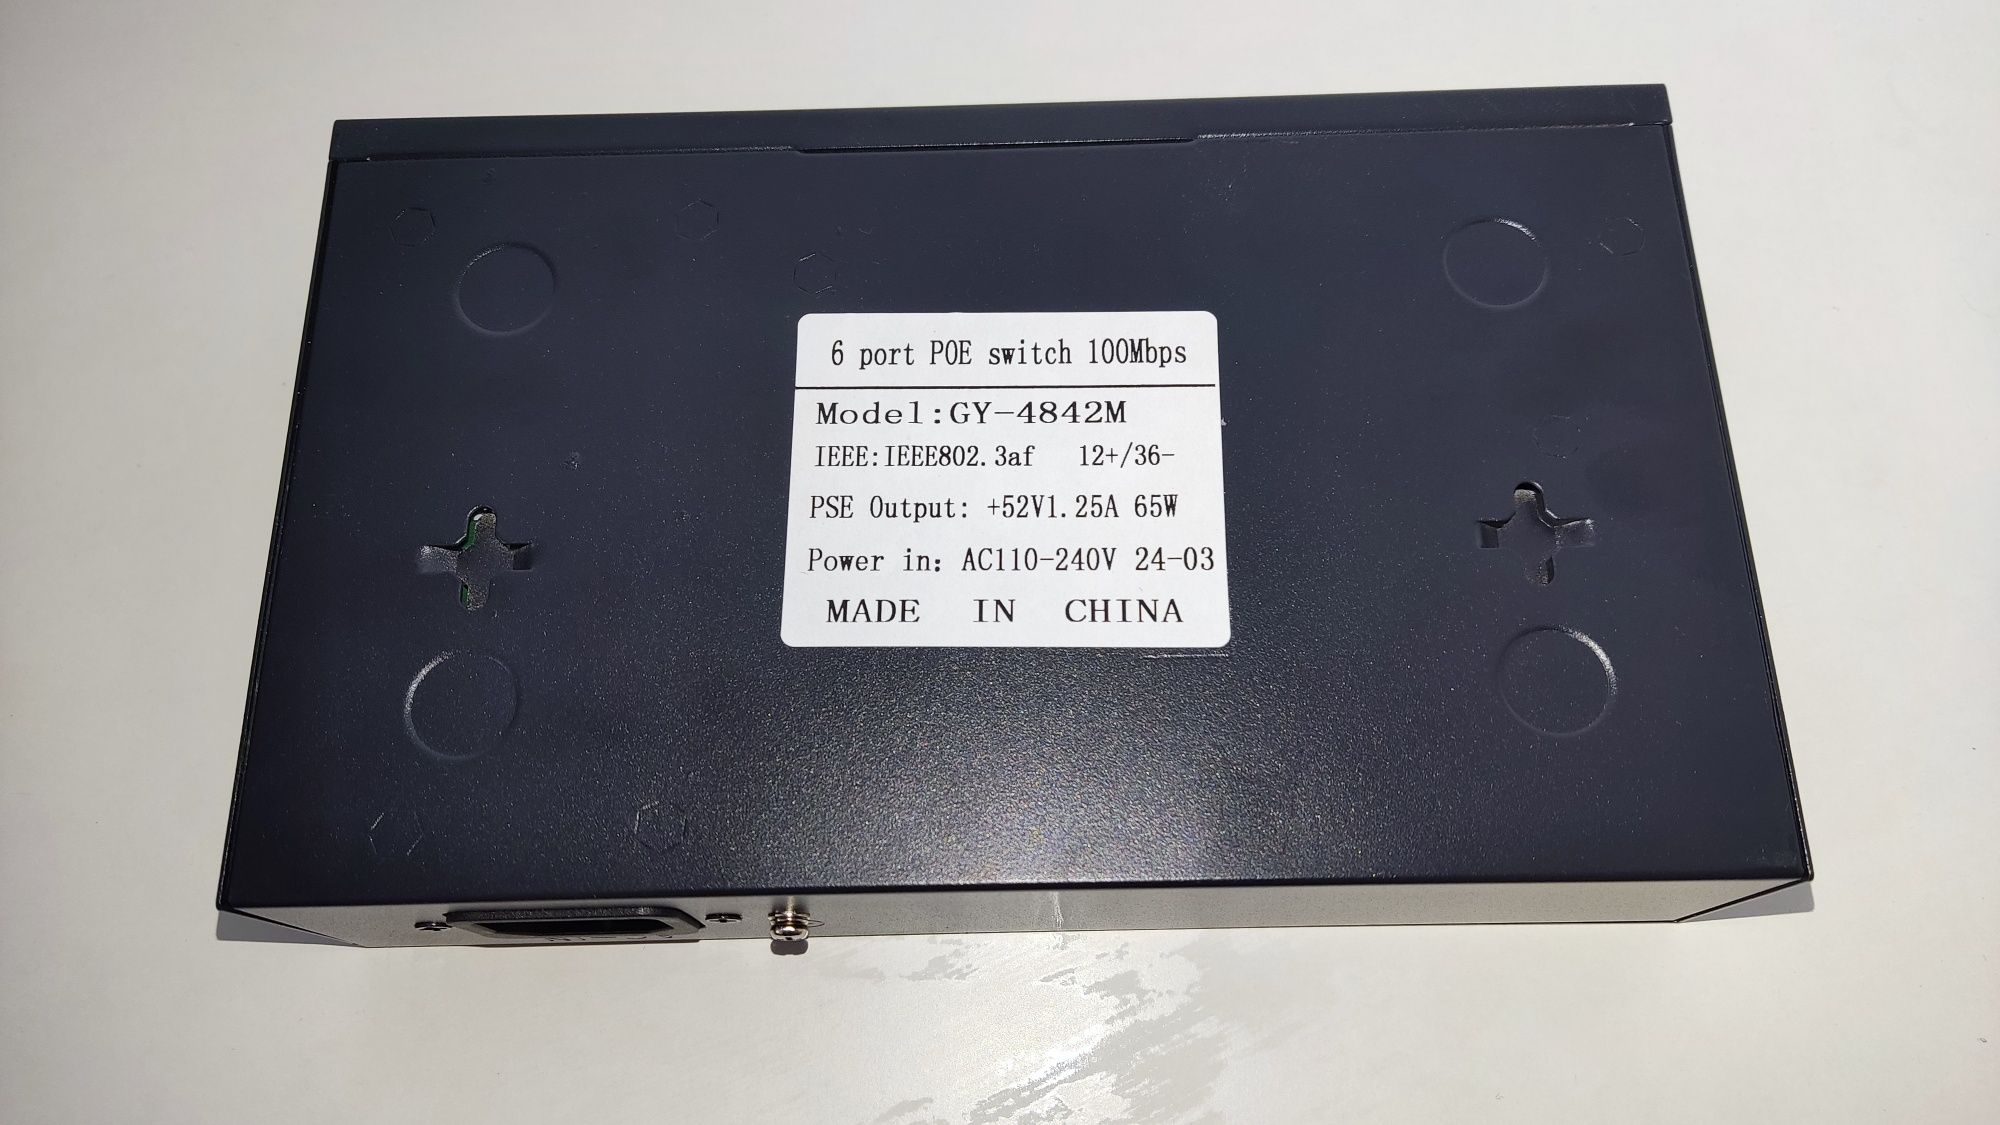 6 port POE switch 100Mbps
Model:GY-4842M
IEEE:IEEE802.3af 12+/36-
PSE Output: +52V1.25A 65W
Power in: AC110-240V 24-03
MADE IN CHINA